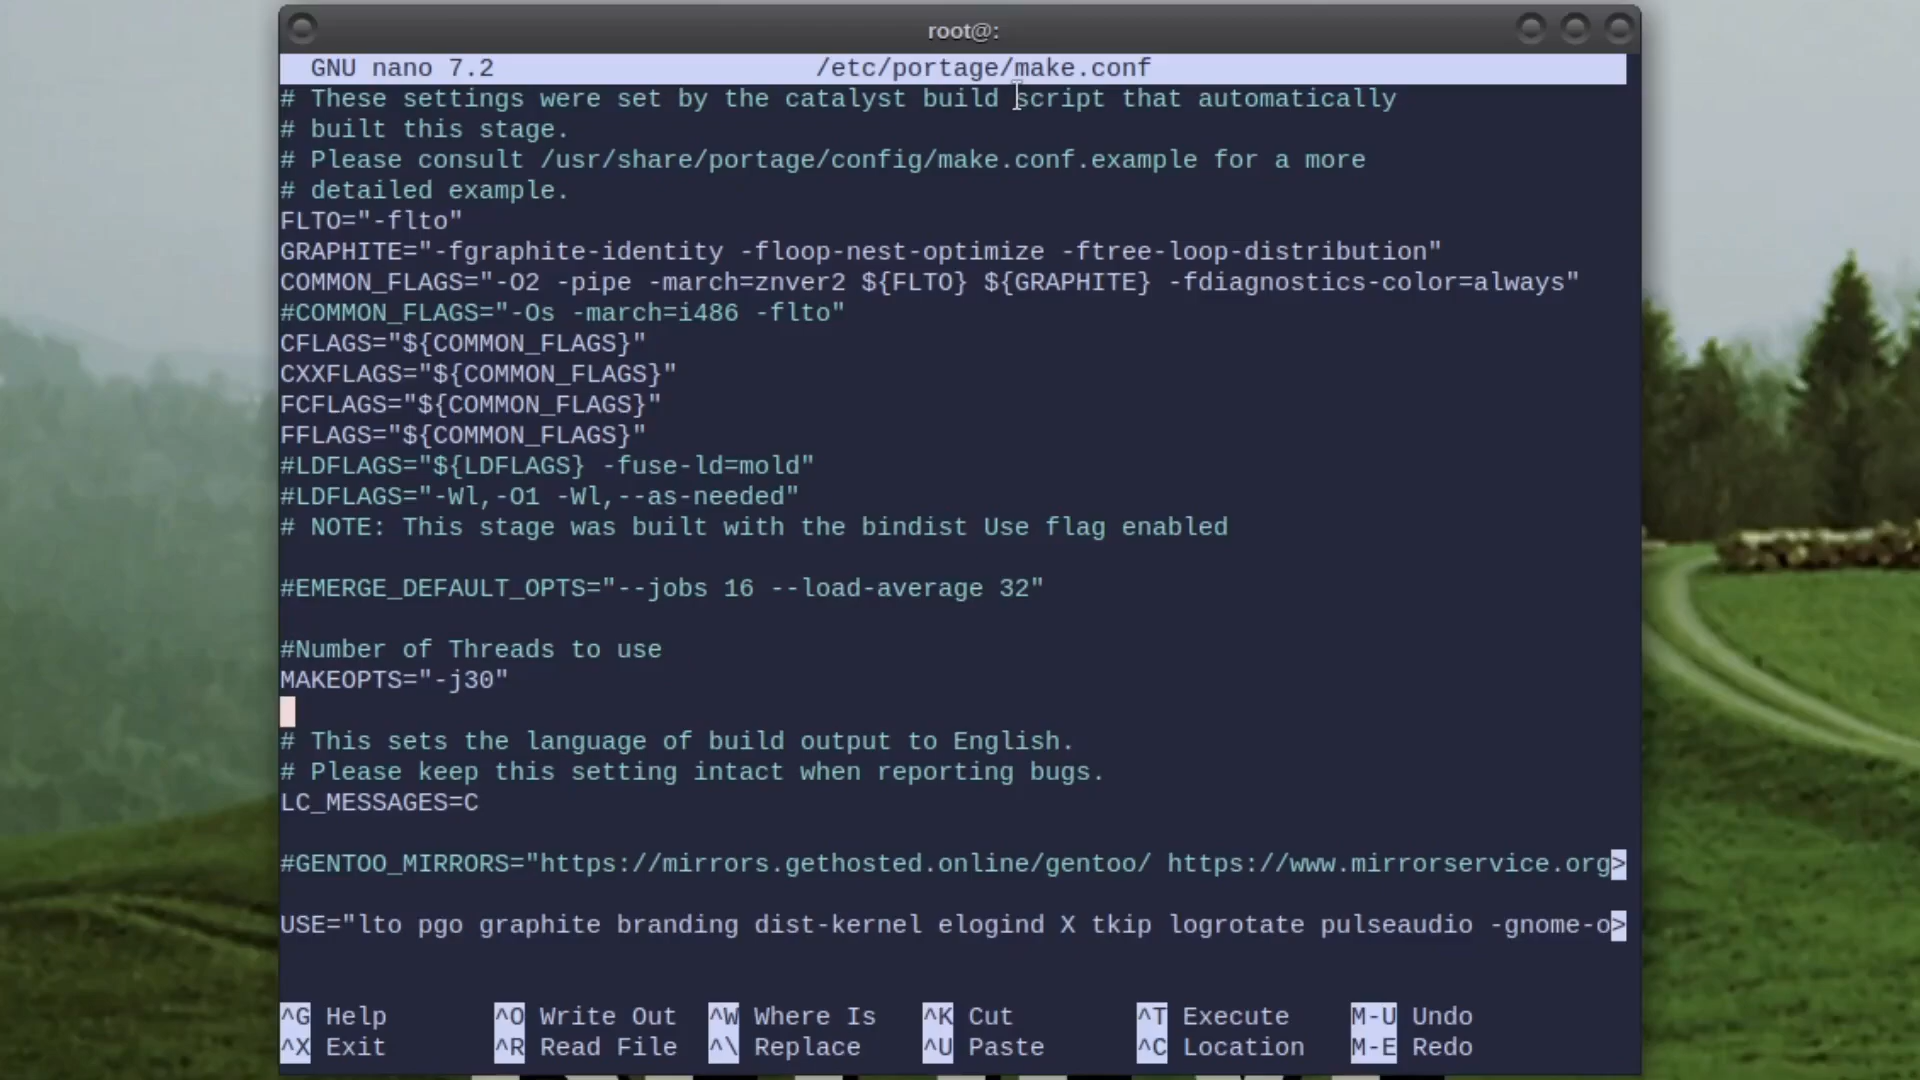 root@:
GNU nano 7.2 /etc/portage/make.conf
# These settings were set by the catalyst build script that automatically
# built this stage.
# Please consult /usr/share/portage/config/make.conf.example for a more
# detailed example.
FLTO="-flto"
GRAPHITE="-fgraphite-identity -floop-nest-optimize -ftree-loop-distribution"
COMMON_FLAGS="-O2 -pipe -march=znver2 ${FLTO} ${GRAPHITE} -fdiagnostics-color=always"
#COMMON_FLAGS="-Os -march=i486 -flto"
CFLAGS="${COMMON_FLAGS}"
CXXFLAGS="${COMMON_FLAGS}"
FCFLAGS="${COMMON_FLAGS}"
FFLAGS="${COMMON_FLAGS}"
#LDFLAGS="${LDFLAGS} -fuse-ld=mold"
#LDFLAGS="-Wl,-O1 -Wl,--as-needed"
# NOTE: This stage was built with the bindist Use flag enabled
#EMERGE_DEFAULT_OPTS="--jobs 16 --load-average 32"
#Number of Threads to use
MAKEOPTS="-j30"
# This sets the language of build output to English.
# Please keep this setting intact when reporting bugs.
LC_MESSAGES=C
#GENTOO_MIRRORS="https://mirrors.gethosted.online/gentoo/ https://www.mirrorservice.org>
USE="lto pgo graphite branding dist-kernel elogind X tkip logrotate pulseaudio -gnome-o>
^G Help ^O Write Out ^W Where Is ^K Cut ^T Execute M-U Undo
^X Exit ^R Read File ^\ Replace ^U Paste ^C Location M-E Redo